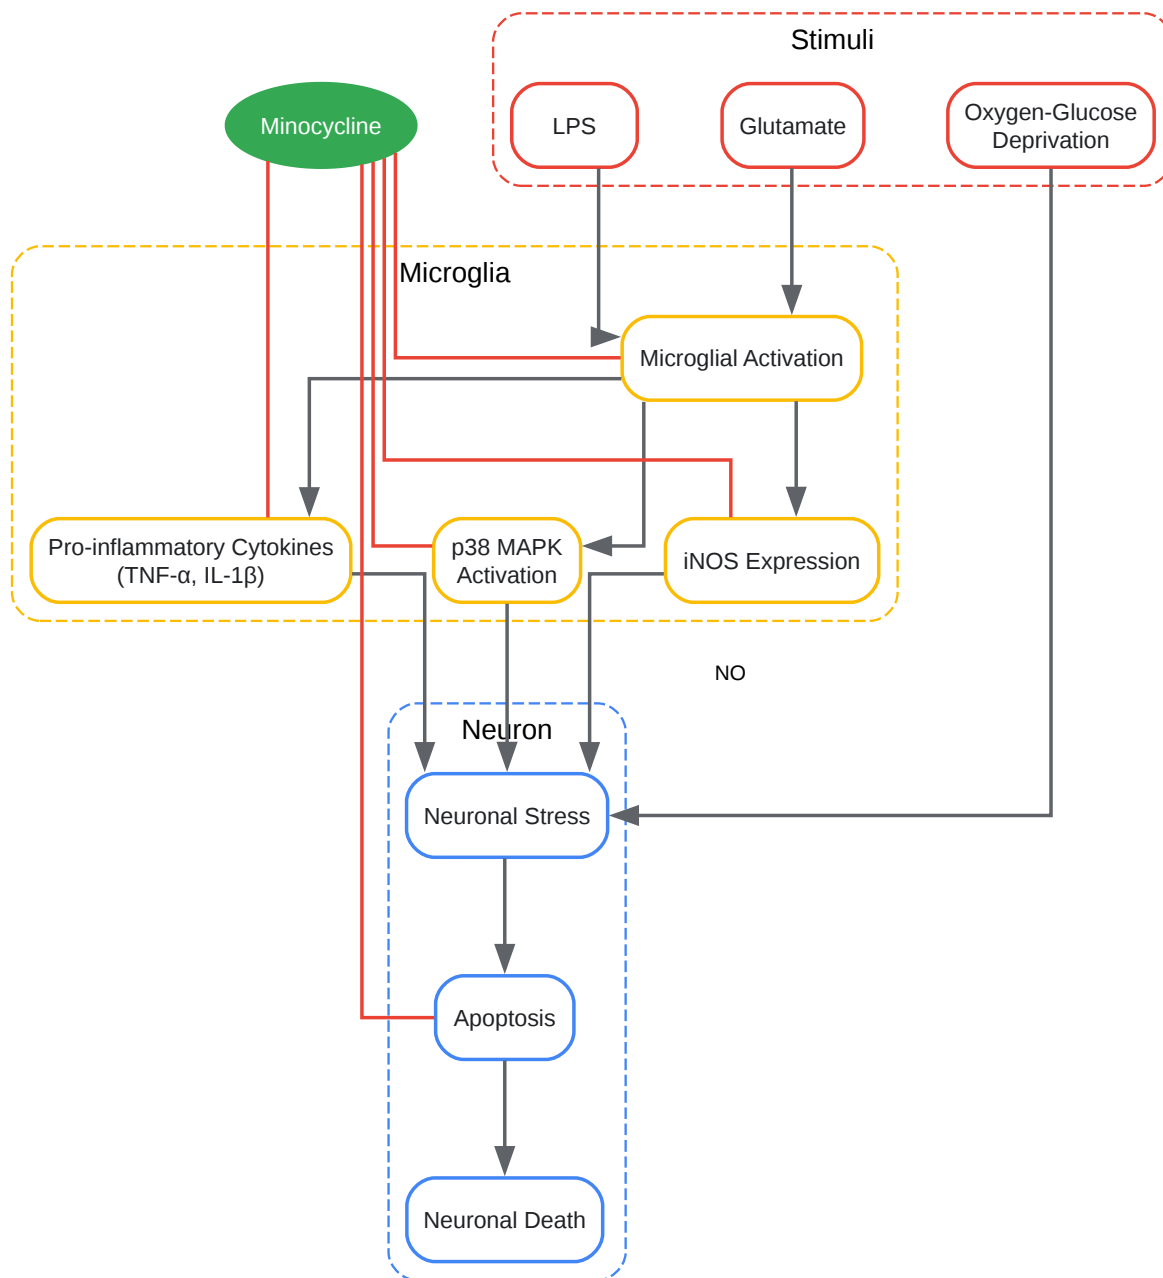 Stimuli
Minocycline
LPS
Glutamate
Oxygen-Glucose
Deprivation
Microglia
Microglial Activation
Pro-inflammatory Cytokines
(TNF-α, IL-1β)
p38 MAPK
Activation
iNOS Expression
NO
Neuron
Neuronal Stress
Apoptosis
Neuronal Death